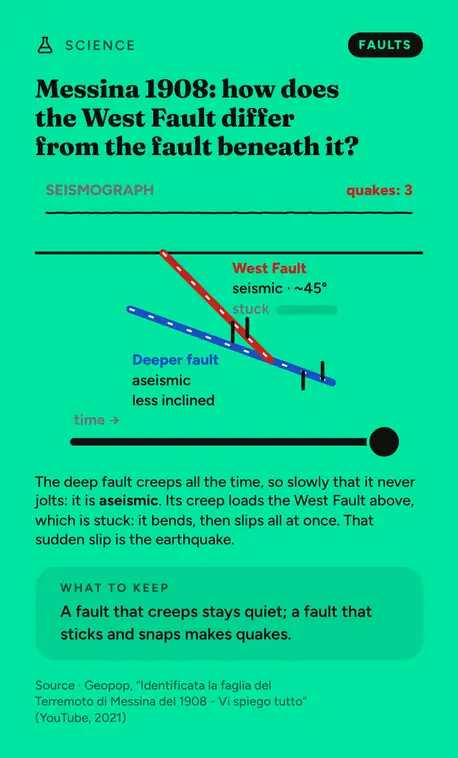 SCIENCE
FAULTS
Messina 1908: how does
the West Fault differ
from the fault beneath it?
SEISMOGRAPH
quakes: 3
West Fault
seismic · ~45°
stuck
Deeper fault
aseismic
less inclined
time →
The deep fault creeps all the time, so slowly that it never
jolts: it is aseismic. Its creep loads the West Fault above,
which is stuck: it bends, then slips all at once. That
sudden slip is the earthquake.
WHAT TO KEEP
A fault that creeps stays quiet; a fault that
sticks and snaps makes quakes.
Source · Geopop, “Identificata la faglia del
Terremoto di Messina del 1908 - Vi spiego tutto”
(YouTube, 2021)